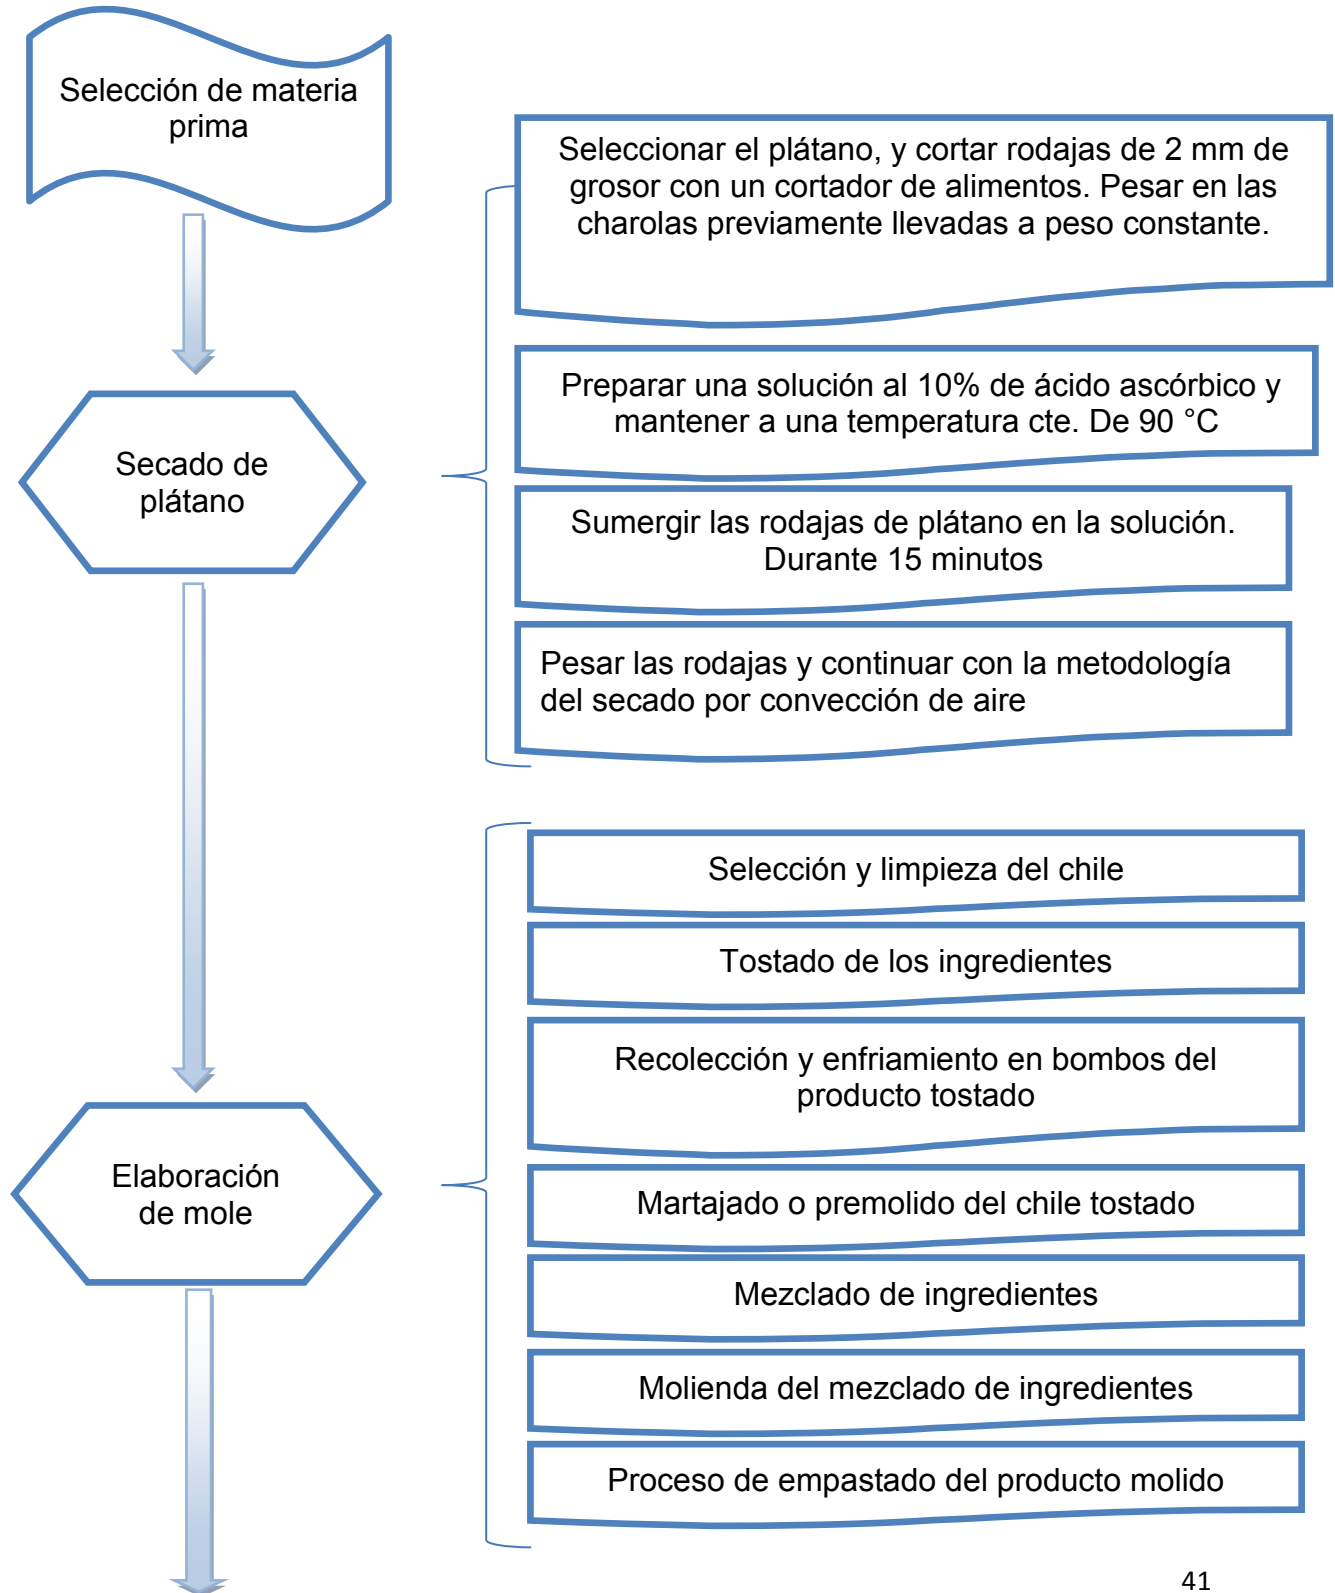 Selección de materia
prima
Seleccionar el plátano, y cortar rodajas de 2 mm de
grosor con un cortador de alimentos. Pesar en las
charolas previamente llevadas a peso constante.
Preparar una solución al 10% de ácido ascórbico y
mantener a una temperatura cte. De 90 °C
Secado de
plátano
Sumergir las rodajas de plátano en la solución.
Durante 15 minutos
Pesar las rodajas y continuar con la metodología
del secado por convección de aire
Selección y limpieza del chile
Tostado de los ingredientes
Recolección y enfriamiento en bombos del
producto tostado
Elaboración
de mole
Martajado o premolido del chile tostado
Mezclado de ingredientes
Molienda del mezclado de ingredientes
Proceso de empastado del producto molido
41